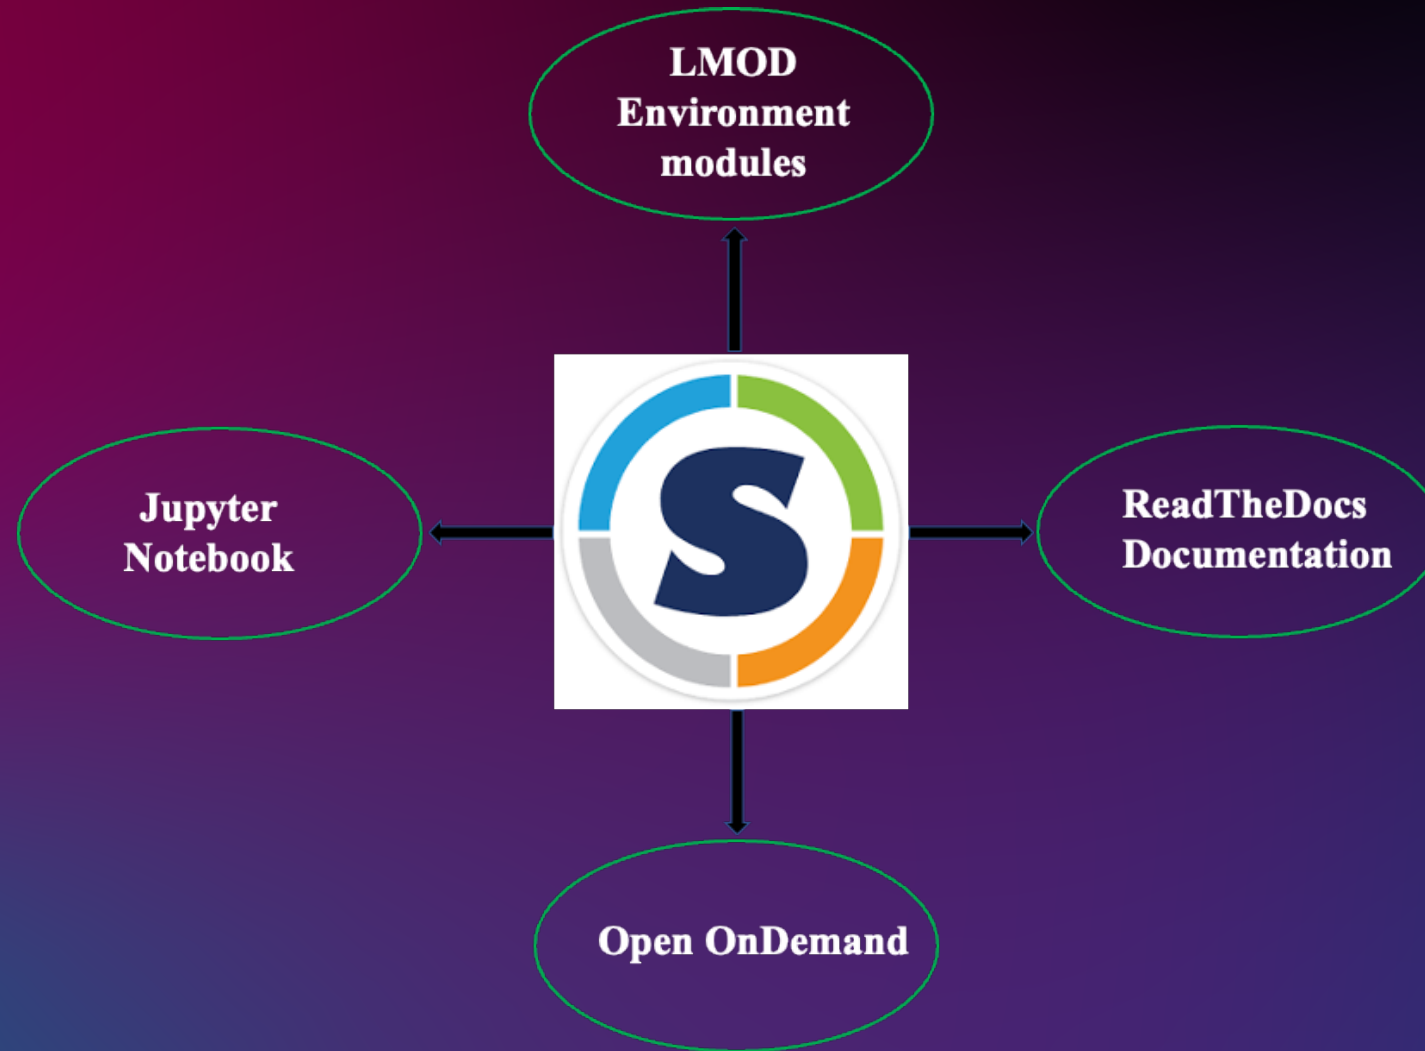 LMOD
Environment
modules
Jupyter
Notebook
S
ReadTheDocs
Documentation
Open OnDemand